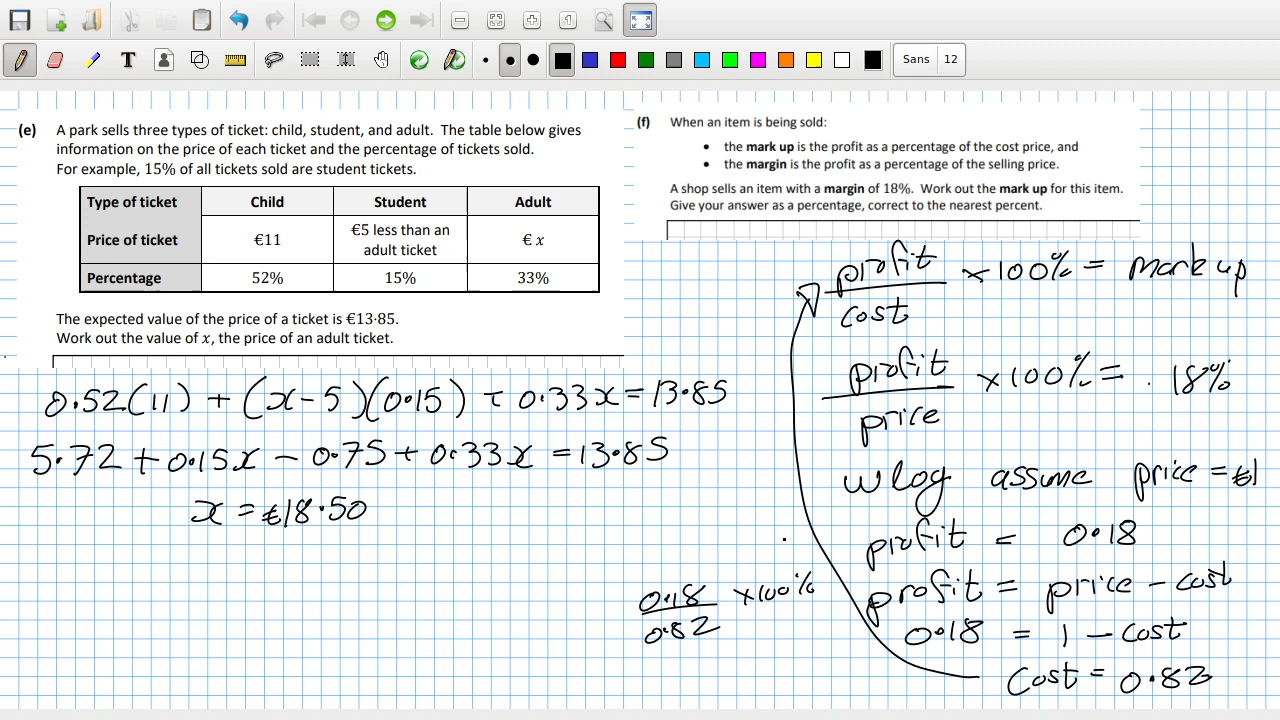 Sans 12
(e) A park sells three types of ticket: child, student, and adult. The table below gives
information on the price of each ticket and the percentage of tickets sold.
For example, 15% of all tickets sold are student tickets.
Type of ticket Child Student Adult
Price of ticket €11 €5 less than an adult ticket € x
Percentage 52% 15% 33%
The expected value of the price of a ticket is €13·85.
Work out the value of x, the price of an adult ticket.
0.52(11) + (x-5)(0.15) + 0.33x = 13.85
5.72 + 0.15x - 0.75 + 0.33x = 13.85
x = €18.50
(f) When an item is being sold:
• the mark up is the profit as a percentage of the cost price, and
• the margin is the profit as a percentage of the selling price.
A shop sells an item with a margin of 18%. Work out the mark up for this item.
Give your answer as a percentage, correct to the nearest percent.
profit
cost
×100% = mark up
profit
price
×100% = 18%
wlog assume price = €1
profit = 0.18
profit = price - cost
0.18 = 1 - cost
cost = 0.82
0.18
0.82
×100%